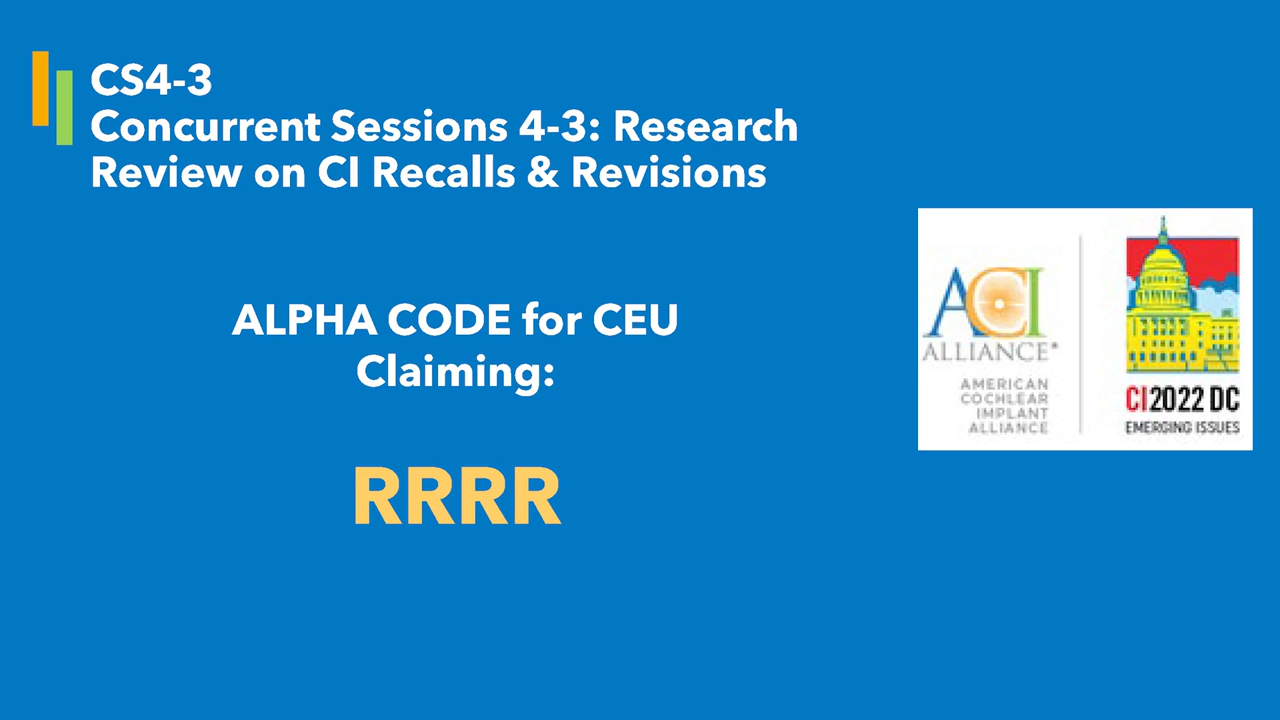 CS4-3
Concurrent Sessions 4-3: Research
Review on CI Recalls & Revisions
ALPHA CODE for CEU
Claiming:
RRRR
ACI
ALLIANCE®
AMERICAN
COCHLEAR
IMPLANT
ALLIANCE
CI2022 DC
EMERGING ISSUES